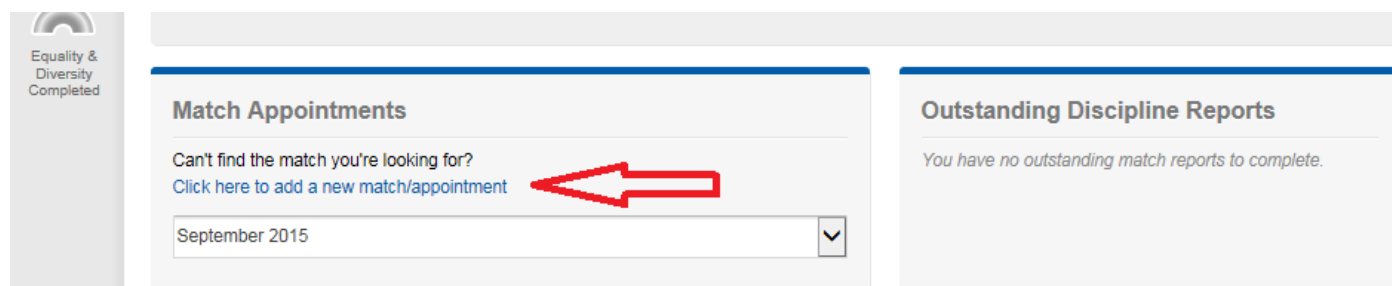 Equality &
Diversity
Completed
Match Appointments
Can't find the match you're looking for?
Click here to add a new match/appointment
September 2015
Outstanding Discipline Reports
You have no outstanding match reports to complete.